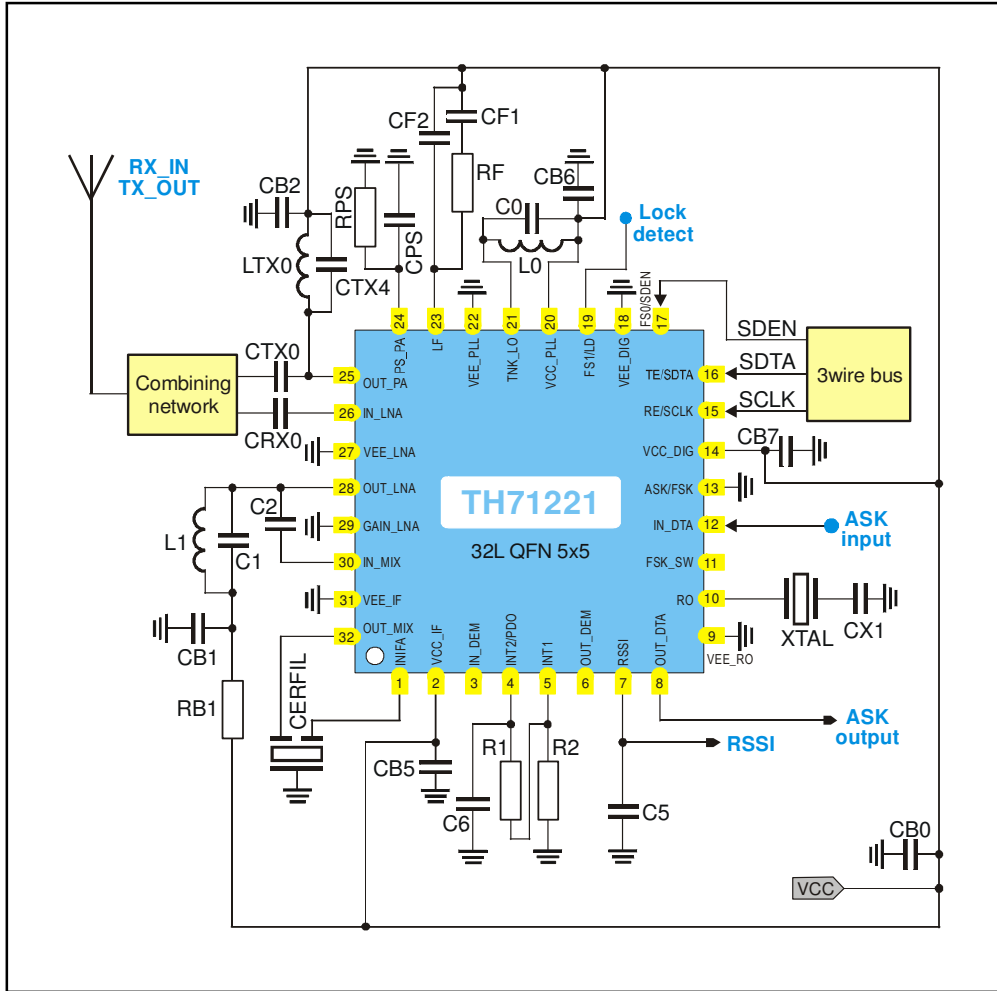 CF2
CF1
RX_IN
TX_OUT
CB2
RPS
CPS
RF
CB6
C0
L0
Lock
detect
LTX0
CTX4
24
23
22
21
20
19
18
17
FS0/SDEN
PS_PA
LF
VEE_PLL
TNK_LO
VCC_PLL
FS1/LD
VEE_DIG
SDEN
SDTA
SCLK
3wire bus
Combining
network
CTX0
CRX0
25
OUT_PA
26
IN_LNA
27
VEE_LNA
28
OUT_LNA
29
GAIN_LNA
30
IN_MIX
31
VEE_IF
32
OUT_MIX
TE/SDTA
16
RE/SCLK
15
VCC_DIG
14
CB7
ASK/FSK
13
IN_DTA
12
ASK
input
FSK_SW
11
RO
10
XTAL
CX1
9
VEE_RO
TH71221
32L QFN 5x5
L1
C1
C2
CB1
RB1
CERFIL
INIFA
VCC_IF
IN_DEM
INT2/PDO
INT1
OUT_DEM
RSSI
OUT_DTA
1
2
3
4
5
6
7
8
CB5
C6
R1
R2
C5
RSSI
ASK
output
CB0
VCC